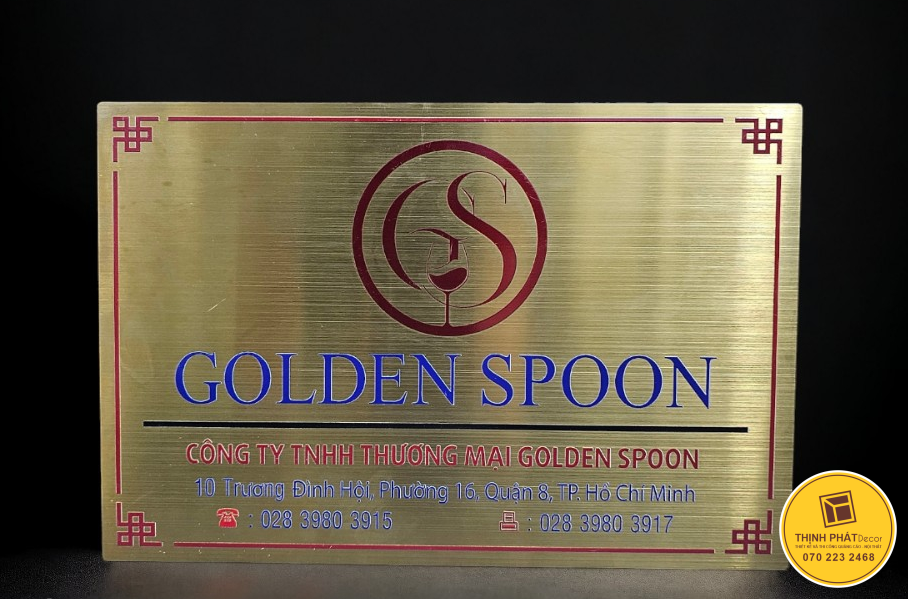 GS
GOLDEN SPOON
CÔNG TY TNHH THƯƠNG MẠI GOLDEN SPOON
10 Trương Đình Hội, Phường 16, Quận 8, TP. Hồ Chí Minh
: 028 3980 3915 : 028 3980 3917
THỊNH PHÁT Decor
070 223 2468